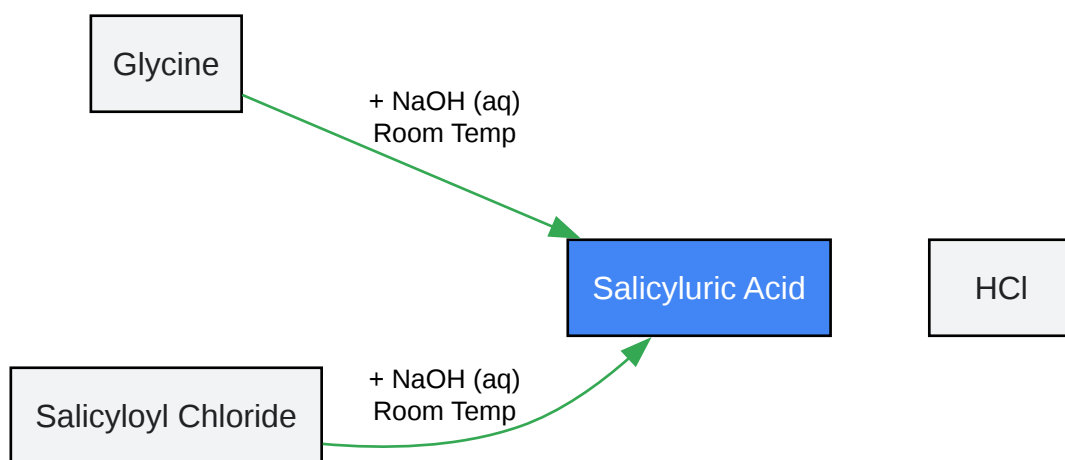 Glycine
+ NaOH (aq)
Room Temp
Salicyluric Acid
HCl
Salicyloyl Chloride
+ NaOH (aq)
Room Temp